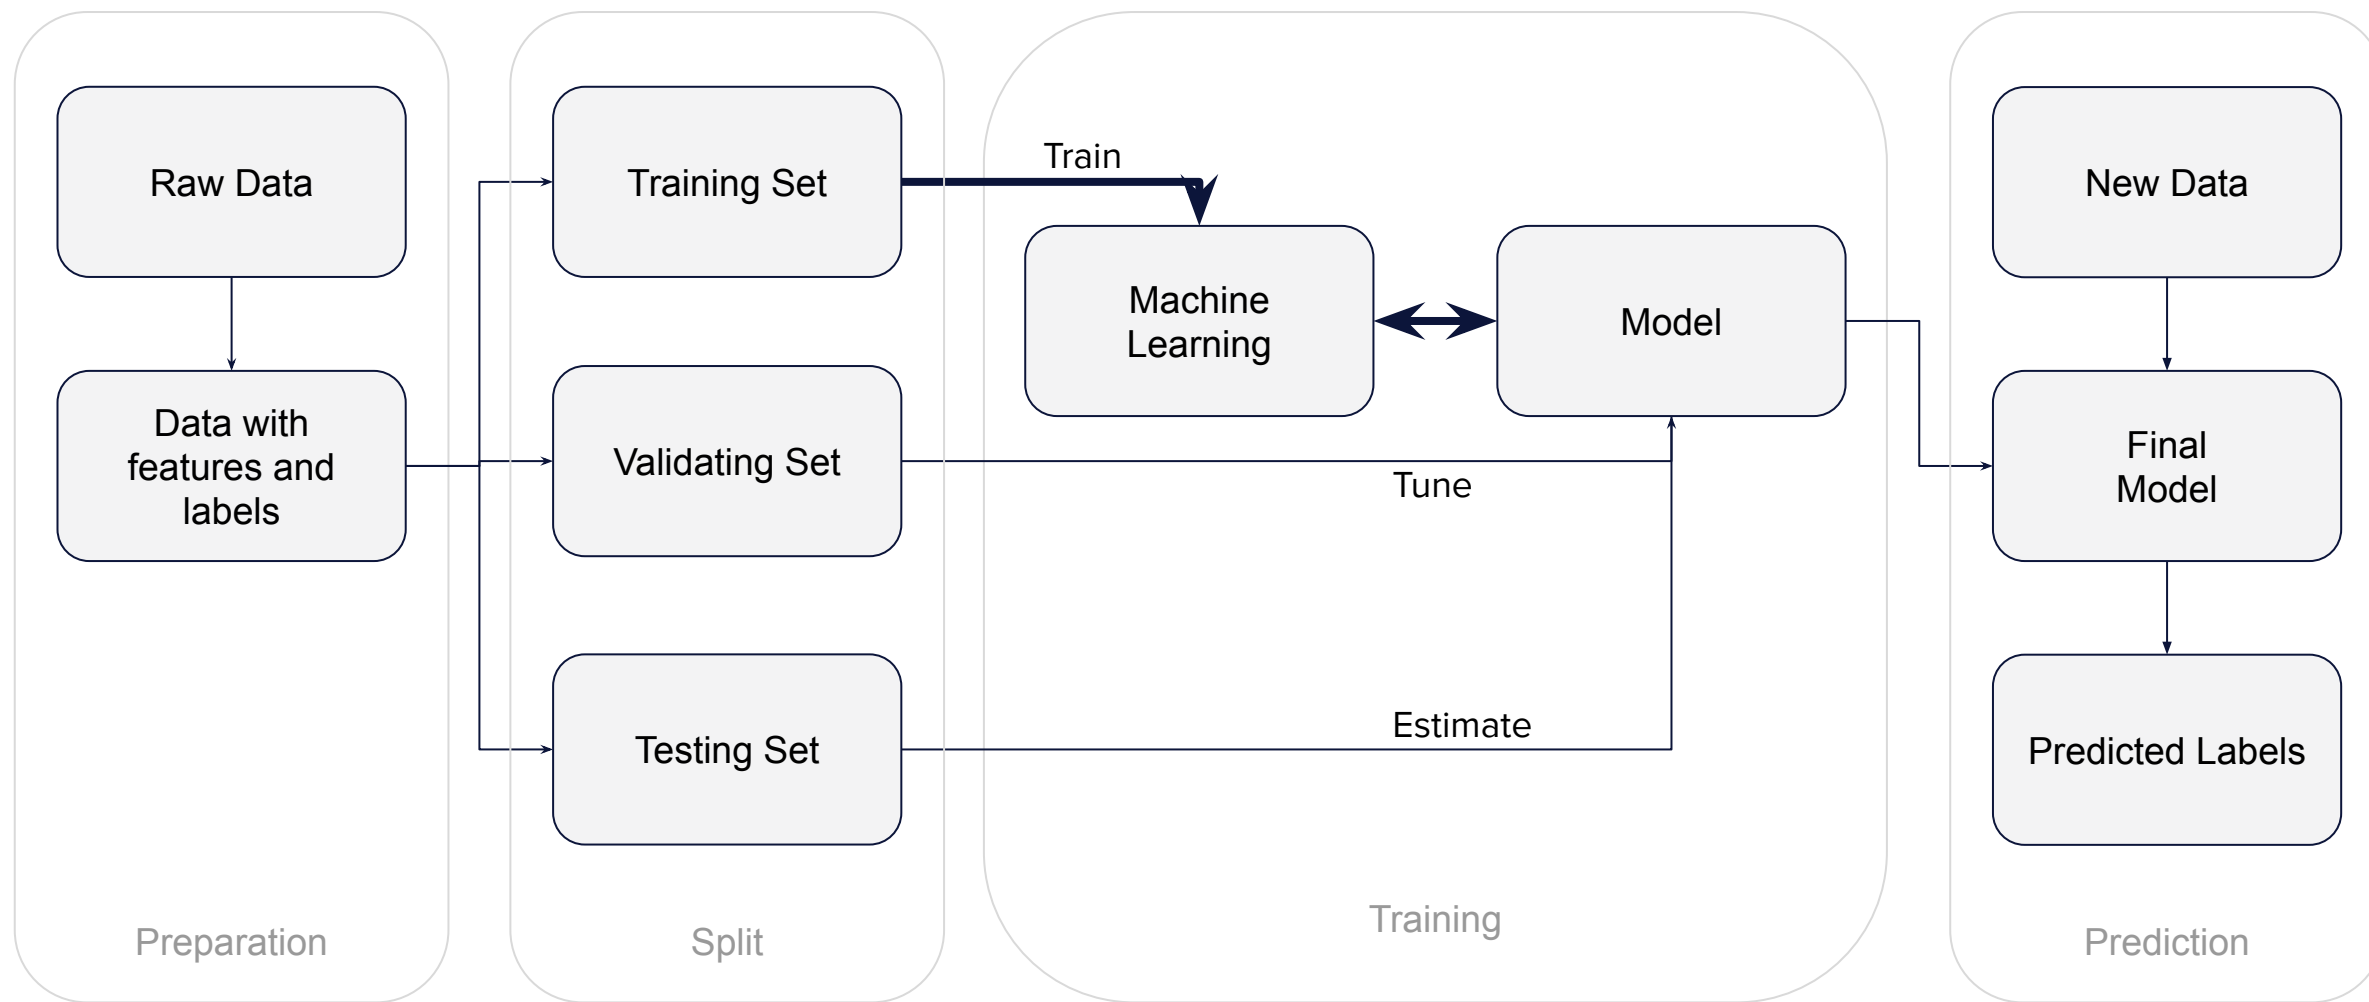 Raw Data
Data with
features and
labels
Preparation
Training Set
Validating Set
Testing Set
Split
Train
Machine
Learning
Model
Tune
Estimate
Training
New Data
Final
Model
Predicted Labels
Prediction